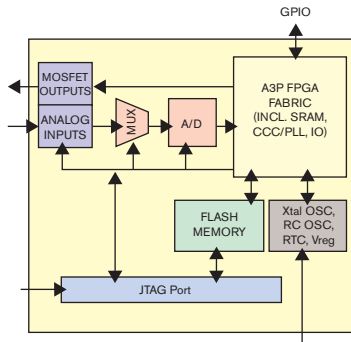 GPIO
MOSFET
OUTPUTS
ANALOG
INPUTS
MUX
A/D
A3P FPGA
FABRIC
(INCL. SRAM,
CCC/PLL, IO)
FLASH
MEMORY
Xtal OSC,
RC OSC,
RTC, Vreg
JTAG Port